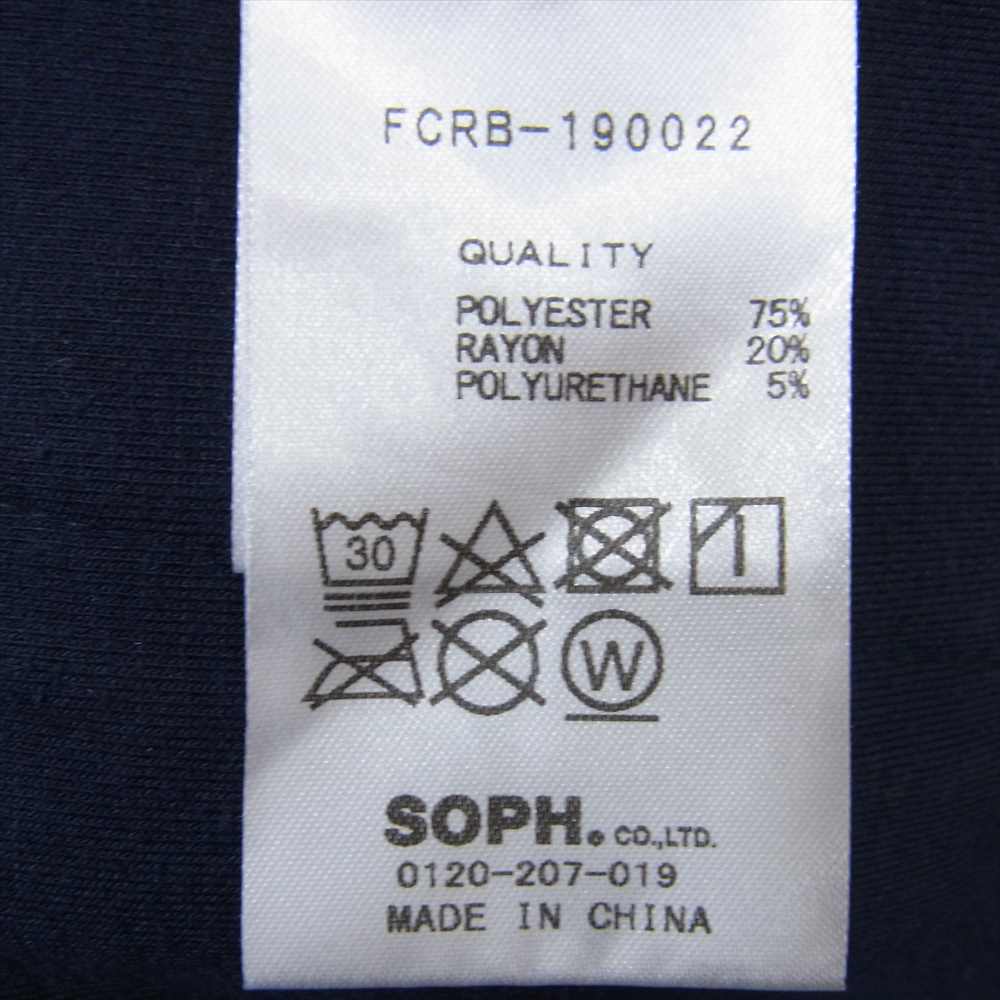 FCRB-190022
QUALITY
POLYESTER 75%
RAYON 20%
POLYURETHANE 5%
30
W
SOPH. CO.,LTD.
0120-207-019
MADE IN CHINA